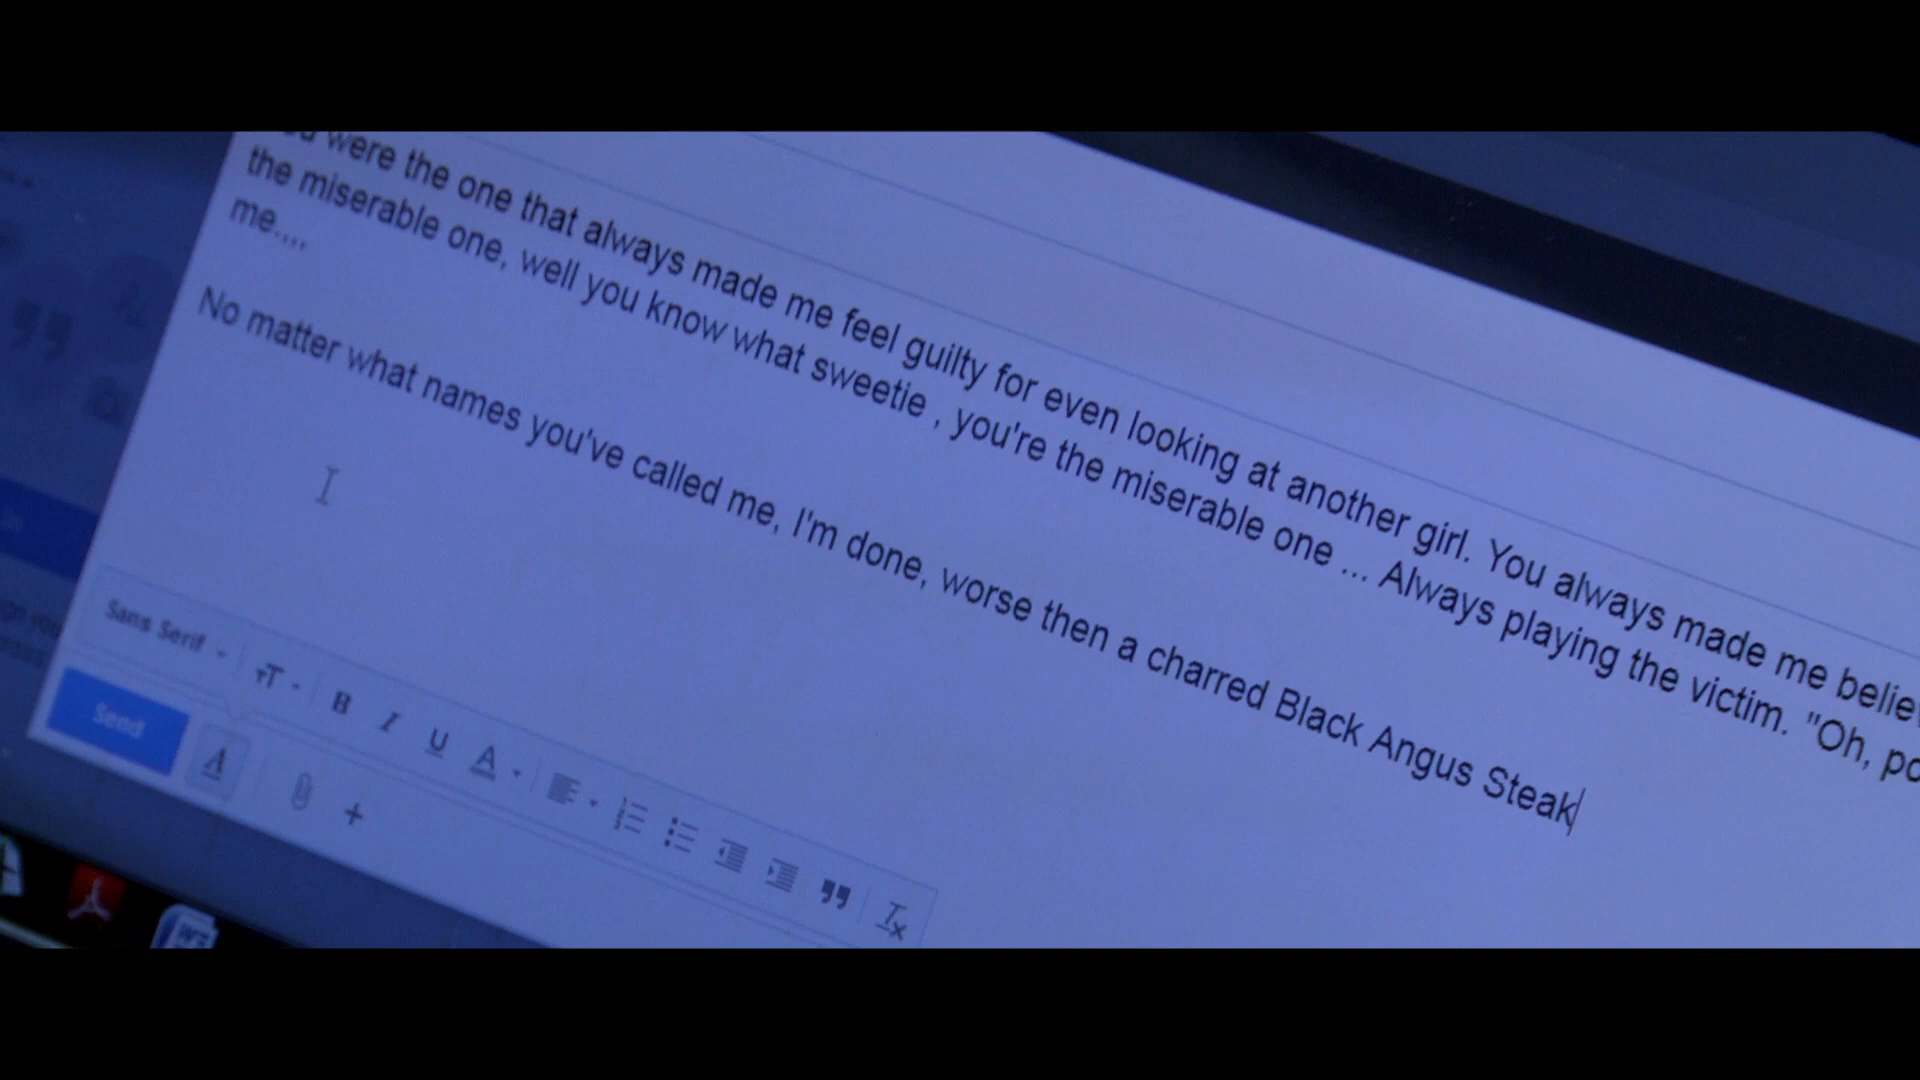 were the one that always made me feel guilty for even looking at another girl. You always made me
the miserable one, well you know what sweetie , you're the miserable one ... Always playing the victim. "Oh,
me....
No matter what names you've called me, I'm done, worse then a charred Black Angus Steak
Sans Serif
Send